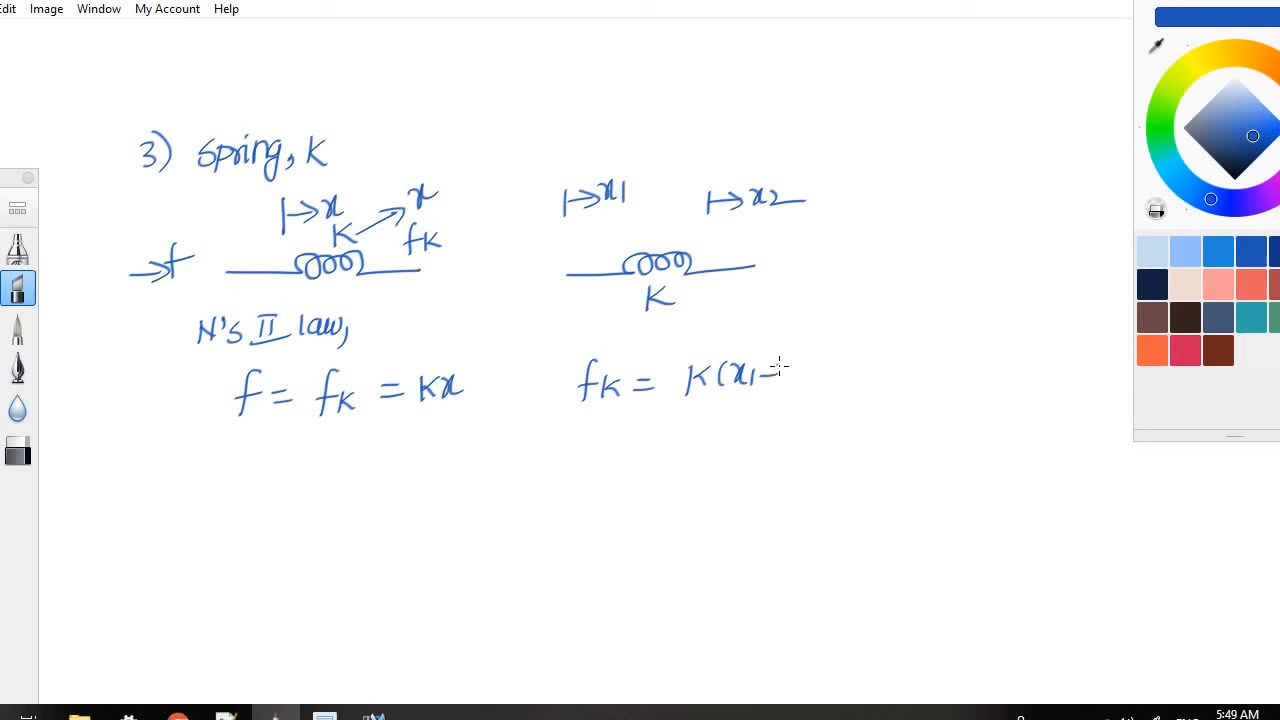 Edit Image Window My Account Help
3) Spring, K
x x x1 x2
K fK
f
K
N's II law,
f = fK = Kx fK = K(x1 -
5:49 AM